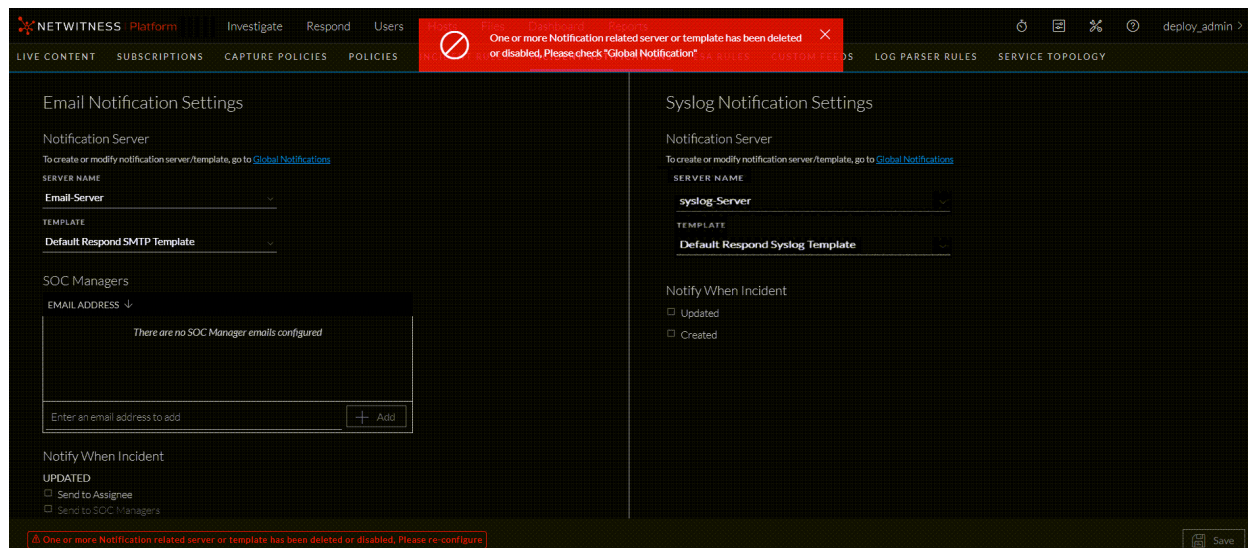 NETWITNESS Platform Investigate Respond Users Hosts Files Dashboard Reports deploy_admin >
One or more Notification related server or template has been deleted
or disabled, Please check "Global Notification"
LIVE CONTENT SUBSCRIPTIONS CAPTURE POLICIES POLICIES CUSTOM FEEDS LOG PARSER RULES SERVICE TOPOLOGY
Email Notification Settings
Notification Server
To create or modify notification server/template, go to Global Notifications
SERVER NAME
Email-Server
TEMPLATE
Default Respond SMTP Template
SOC Managers
EMAIL ADDRESS ↓
There are no SOC Manager emails configured
Enter an email address to add
+ Add
Notify When Incident
UPDATED
Send to Assignee
Send to SOC Managers
Syslog Notification Settings
Notification Server
To create or modify notification server/template, go to Global Notifications
SERVER NAME
syslog-Server
TEMPLATE
Default Respond Syslog Template
Notify When Incident
Updated
Created
One or more Notification related server or template has been deleted or disabled, Please re-configure
Save